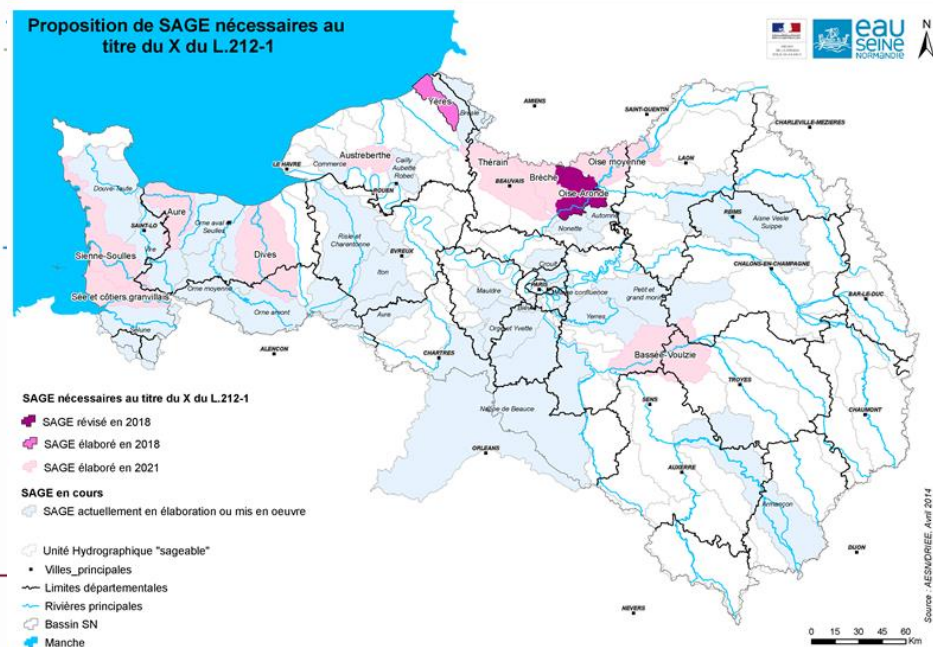 Proposition de SAGE nécessaires au
titre du X du L.212-1
eau
SEINE
NORMANDIE
N
Yères
Bresle
AMIENS
SAINT-QUENTIN
CHARLEVILLE-MEZIERES
LE HAVRE
Commerce
Austreberthe
Cailly
Aubette
Robec
ROUEN
Thérain
BEAUVAIS
Brèche
Oise moyenne
LAON
Oise-Aronde
Automne
Nonette
REIMS
Aisne Vesle
Suippe
Douve-Taute
SAINT-LO
Aure
Vire
Orne aval et
Seulles
Dives
Risle et
Charentonne
EVREUX
Iton
Sienne-Soulles
Sée et côtiers granvillais
Sélune
Orne moyenne
Orne amont
Avre
ALENCON
CHARTRES
Mauldre
PARIS
Orge et Yvette
Yerres
Petit et
grand morin
CHALONS-EN-CHAMPAGNE
BAR-LE-DUC
Bassée-Voulzie
TROYES
SENS
CHAUMONT
Nappe de Beauce
ORLEANS
AUXERRE
Armançon
DIJON
NEVERS
SAGE nécessaires au titre du X du L.212-1
SAGE révisé en 2018
SAGE élaboré en 2018
SAGE élaboré en 2021
SAGE en cours
SAGE actuellement en élaboration ou mis en oeuvre
Unité Hydrographique "sageable"
Villes_principales
Limites départementales
Rivières principales
Bassin SN
Manche
0 15 30 45 60
Km
Source : AESN/DRIEE, Avril 2014